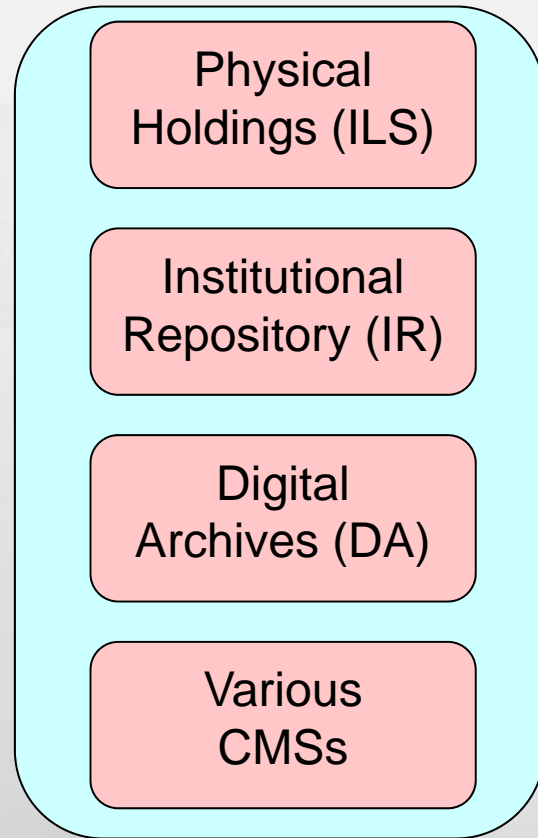 Physical
Holdings (ILS)
Institutional
Repository (IR)
Digital
Archives (DA)
Various
CMSs